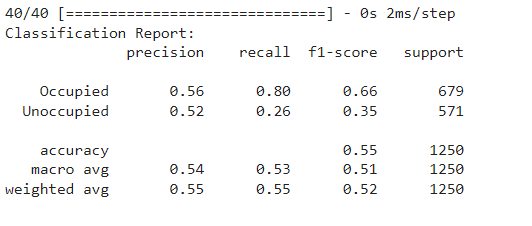 40/40 [==============================] - 0s 2ms/step
Classification Report:
precision recall f1-score support
Occupied 0.56 0.80 0.66 679
Unoccupied 0.52 0.26 0.35 571
accuracy 0.55 1250
macro avg 0.54 0.53 0.51 1250
weighted avg 0.55 0.55 0.52 1250